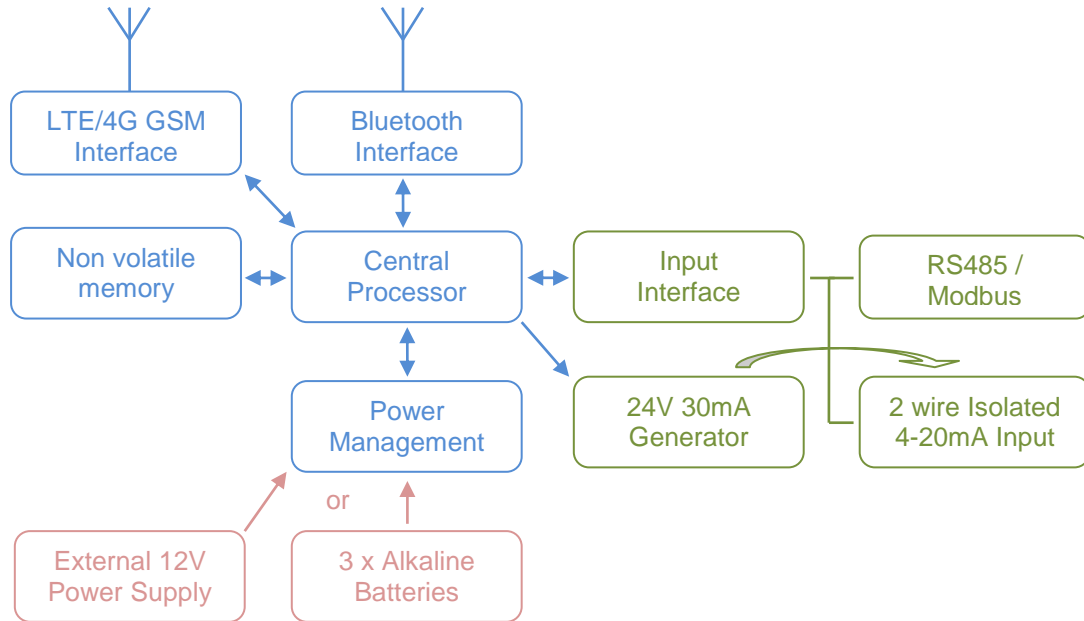 LTE/4G GSM
Interface
Bluetooth
Interface
Non volatile
memory
Central
Processor
Input
Interface
RS485 /
Modbus
Power
Management
24V 30mA
Generator
2 wire Isolated
4-20mA Input
or
External 12V
Power Supply
3 x Alkaline
Batteries